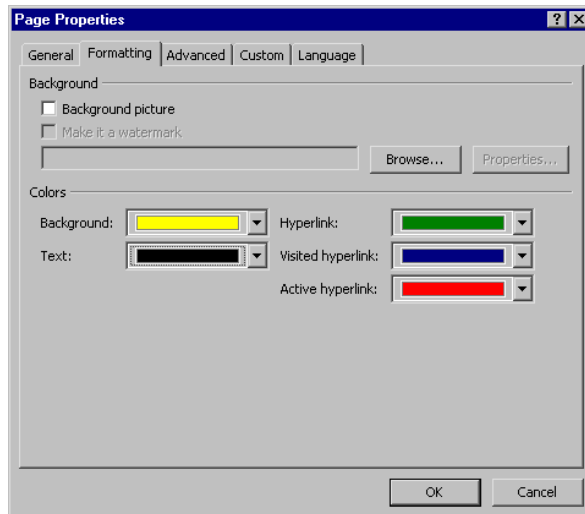 Page Properties
General Formatting Advanced Custom Language
Background
Background picture
Make it a watermark
Browse... Properties...
Colors
Background: Hyperlink:
Text: Visited hyperlink:
Active hyperlink:
OK Cancel